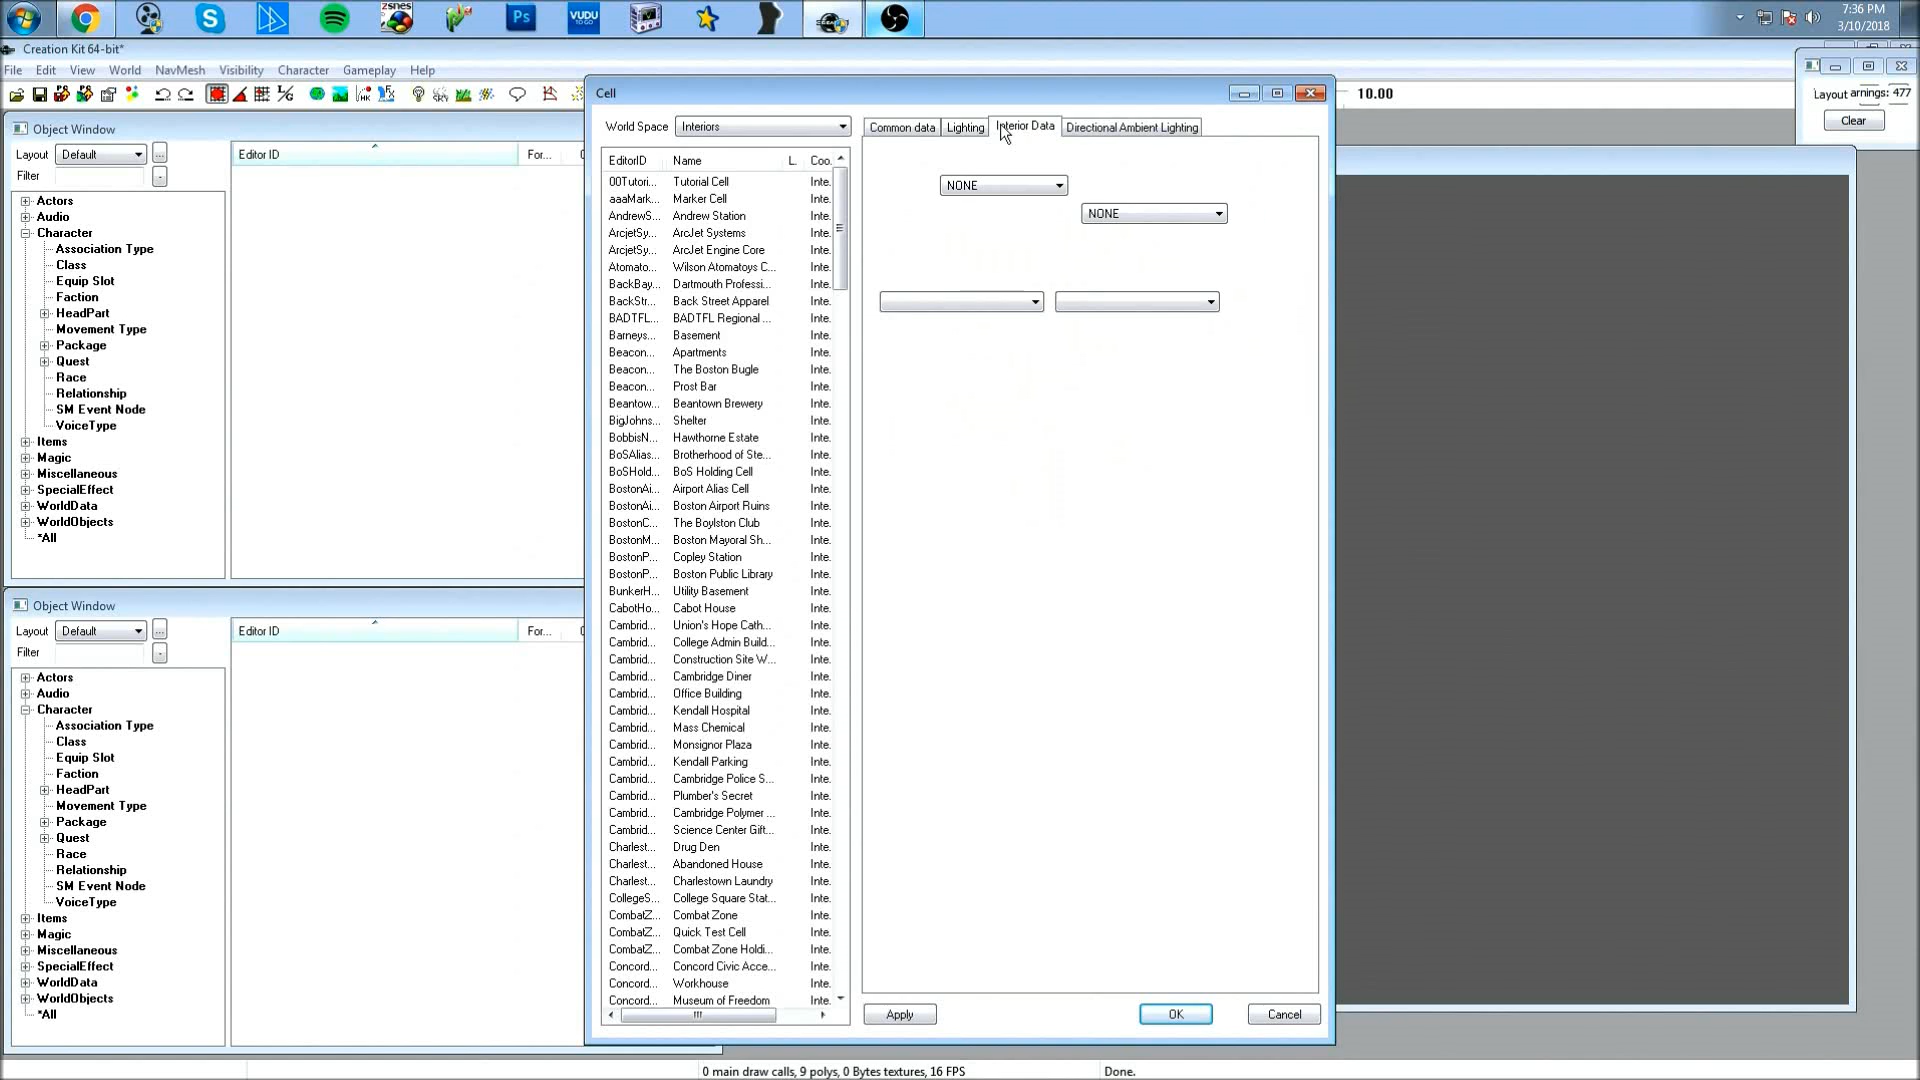 ZSNES
Ps
VUDU
TO GO
7:36 PM
3/10/2018
Creation Kit 64-bit*
File Edit View World NavMesh Visibility Character Gameplay Help
10.00
Layout arnings: 477
Clear
Object Window
Layout Default ...
Filter -
Editor ID For...
Actors
Audio
Character
Association Type
Class
Equip Slot
Faction
HeadPart
Movement Type
Package
Quest
Race
Relationship
SM Event Node
VoiceType
Items
Magic
Miscellaneous
SpecialEffect
WorldData
WorldObjects
*All
Object Window
Layout Default ...
Filter -
Editor ID For...
Actors
Audio
Character
Association Type
Class
Equip Slot
Faction
HeadPart
Movement Type
Package
Quest
Race
Relationship
SM Event Node
VoiceType
Items
Magic
Miscellaneous
SpecialEffect
WorldData
WorldObjects
*All
Cell
World Space Interiors
Common data Lighting Interior Data Directional Ambient Lighting
NONE
NONE
EditorID Name L. Coo.
00Tutori... Tutorial Cell Inte.
aaaMark... Marker Cell Inte.
AndrewS... Andrew Station Inte.
ArcjetSy... ArcJet Systems Inte.
ArcjetSy... ArcJet Engine Core Inte.
Atomato... Wilson Atomatoys C... Inte.
BackBay... Dartmouth Professi... Inte.
BackStr... Back Street Apparel Inte.
BADTFL... BADTFL Regional ... Inte.
Barneys... Basement Inte.
Beacon... Apartments Inte.
Beacon... The Boston Bugle Inte.
Beacon... Prost Bar Inte.
Beantow... Beantown Brewery Inte.
BigJohns... Shelter Inte.
BobbisN... Hawthorne Estate Inte.
BoSAlias... Brotherhood of Ste... Inte.
BoSHold... BoS Holding Cell Inte.
BostonAi... Airport Alias Cell Inte.
BostonAi... Boston Airport Ruins Inte.
BostonC... The Boylston Club Inte.
BostonM... Boston Mayoral Sh... Inte.
BostonP... Copley Station Inte.
BostonP... Boston Public Library Inte.
BunkerH... Utility Basement Inte.
CabotHo... Cabot House Inte.
Cambrid... Union's Hope Cath... Inte.
Cambrid... College Admin Build... Inte.
Cambrid... Construction Site W... Inte.
Cambrid... Cambridge Diner Inte.
Cambrid... Office Building Inte.
Cambrid... Kendall Hospital Inte.
Cambrid... Mass Chemical Inte.
Cambrid... Monsignor Plaza Inte.
Cambrid... Kendall Parking Inte.
Cambrid... Cambridge Police S... Inte.
Cambrid... Plumber's Secret Inte.
Cambrid... Cambridge Polymer ... Inte.
Cambrid... Science Center Gift... Inte.
Charlest... Drug Den Inte.
Charlest... Abandoned House Inte.
Charlest... Charlestown Laundry Inte.
CollegeS... College Square Stat... Inte.
CombatZ... Combat Zone Inte.
CombatZ... Quick Test Cell Inte.
CombatZ... Combat Zone Holdi... Inte.
Concord... Concord Civic Acce... Inte.
Concord... Workhouse Inte.
Concord... Museum of Freedom Inte.
Apply OK Cancel
0 main draw calls, 9 polys, 0 Bytes textures, 16 FPS Done.